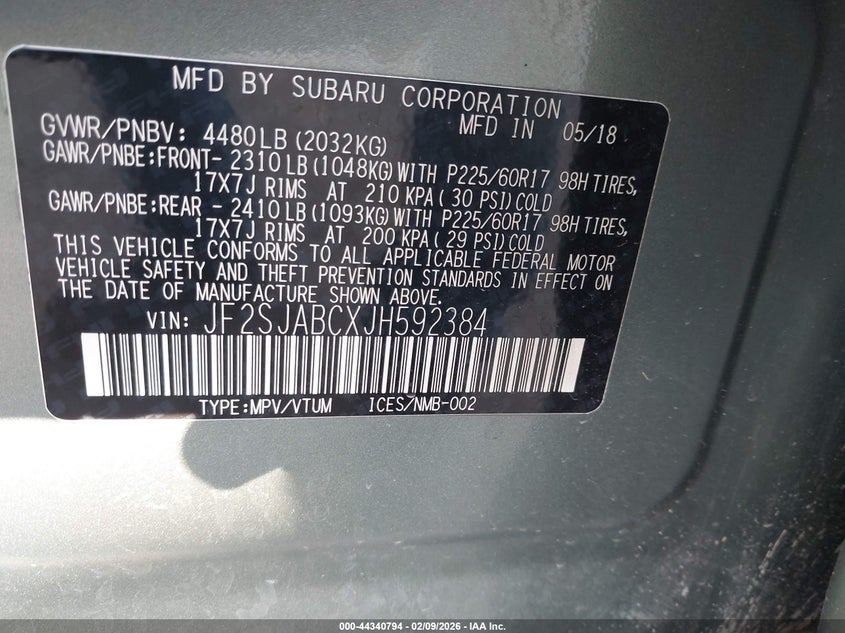 MFD BY SUBARU CORPORATION
GVWR/PNBV: 4480LB(2032KG) MFD IN 05/18
GAWR/PNBE:FRONT- 2310LB(1048KG)WITH P225/60R17 98H TIRES,
17X7J RIMS AT 210 KPA( 30 PSI)COLD
GAWR/PNBE:REAR - 2410LB(1093KG)WITH P225/60R17 98H TIRES,
17X7J RIMS AT 200 KPA( 29 PSI)COLD
THIS VEHICLE CONFORMS TO ALL APPLICABLE FEDERAL MOTOR
VEHICLE SAFETY AND THEFT PREVENTION STANDARDS IN EFFECT ON
THE DATE OF MANUFACTURE SHOWN ABOVE.
VIN: JF2SJABCXJH592384
TYPE:MPV/VTUM ICES/NMB-002
000-44340794 - 02/09/2026 - IAA Inc.